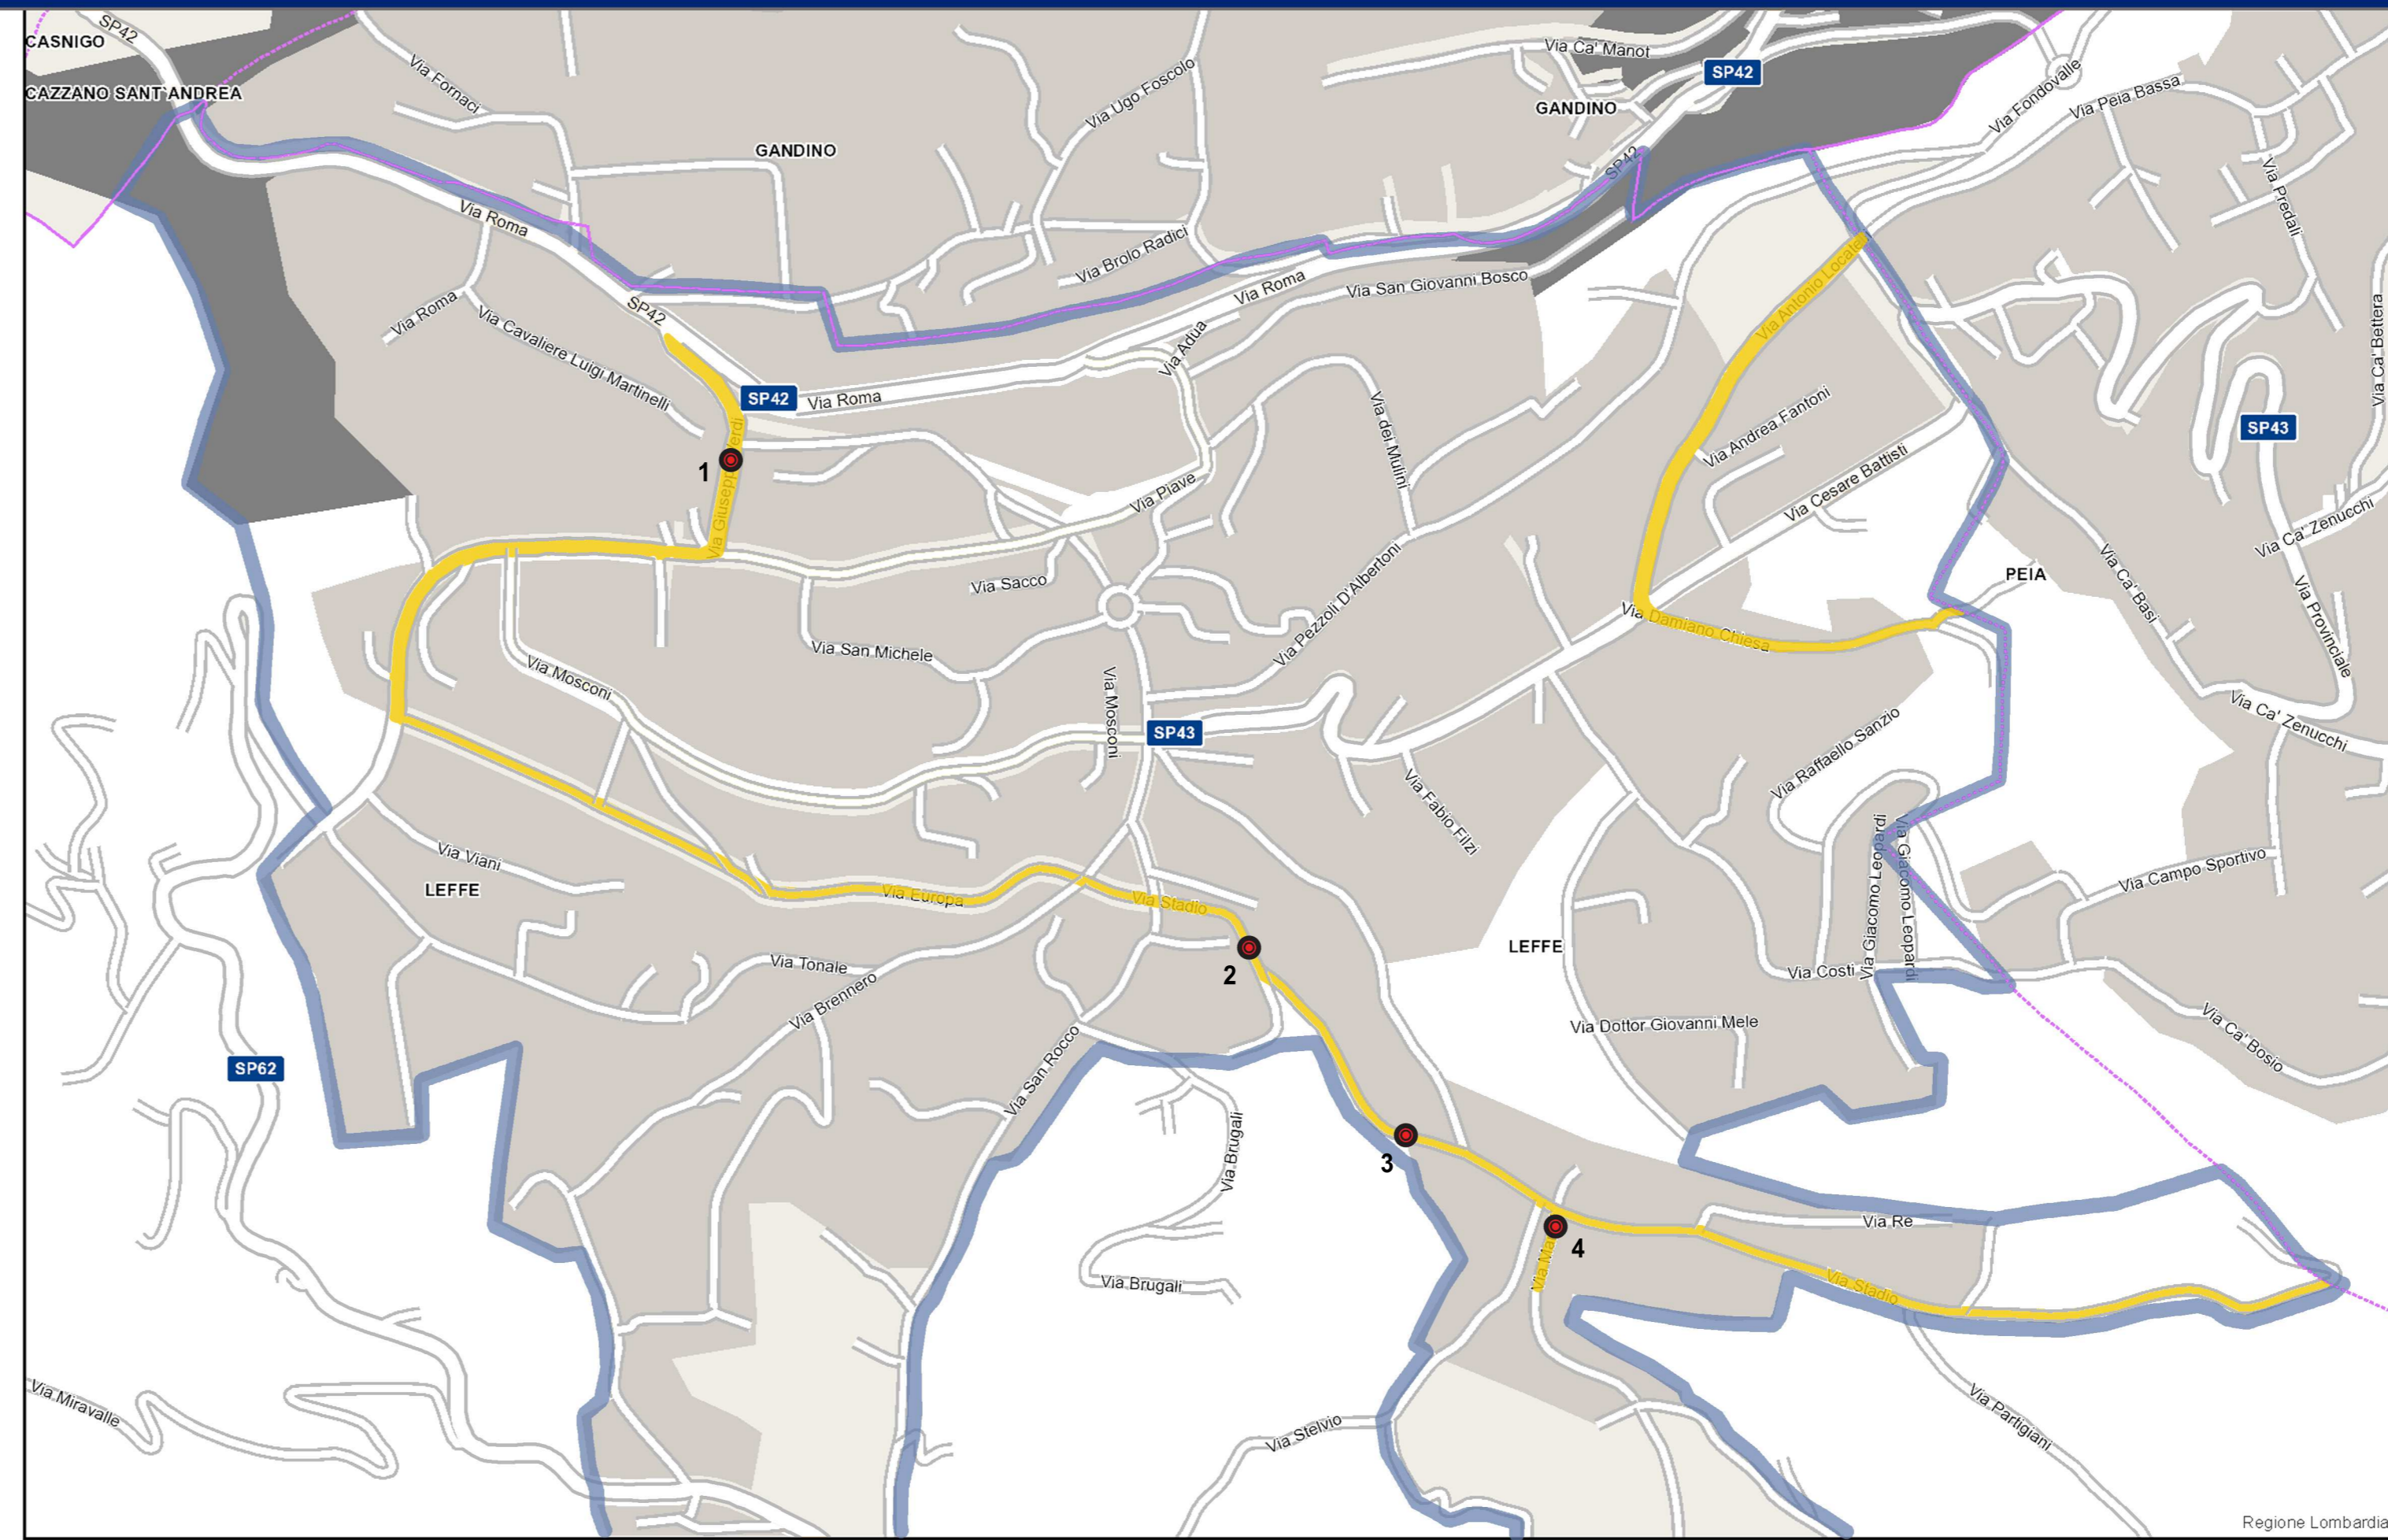 SP42
CASNIGO
CAZZANO SANT'ANDREA
Via Fornaci
GANDINO
Via Ugo Foscolo
Via Ca' Manot
SP42
GANDINO
Via Fondovalle
Via Peia Bassa
SP42
Via Predali
Via Roma
Via Brolo Radici
Via Roma
Via San Giovanni Bosco
Via Antonio Locatelli
Via Ca' Bettera
SP42
Via Roma
Via Cavaliere Luigi Martinelli
Via Adua
SP42
Via Roma
Via dei Mulini
Via Andrea Fantoni
SP43
1
Via Giuseppe Verdi
Via Piave
Via Cesare Battisti
Via Ca' Zenucchi
Via Sacco
Via Pezzoli D'Albertoni
PEIA
Via Ca' Basi
Via Provinciale
Via Damiano Chiesa
Via San Michele
Via Mosconi
Via Mosconi
SP43
Via Raffaello Sanzio
Via Ca' Zenucchi
Via Fabio Filzi
Via Viani
LEFFE
Via Europa
Via Stadio
Via Giacomo Leopardi
Via Giacomo Leopardi
Via Campo Sportivo
LEFFE
2
Via Tonale
Via Brennero
Via Costi
Via Dottor Giovanni Mele
Via Ca' Bosio
SP62
Via San Rocco
Via Brugali
3
4
Via Re
Via Ma
Via Brugali
Via Stadio
Via Miravalle
Via Stelvio
Via Partigiani
Regione Lombardia